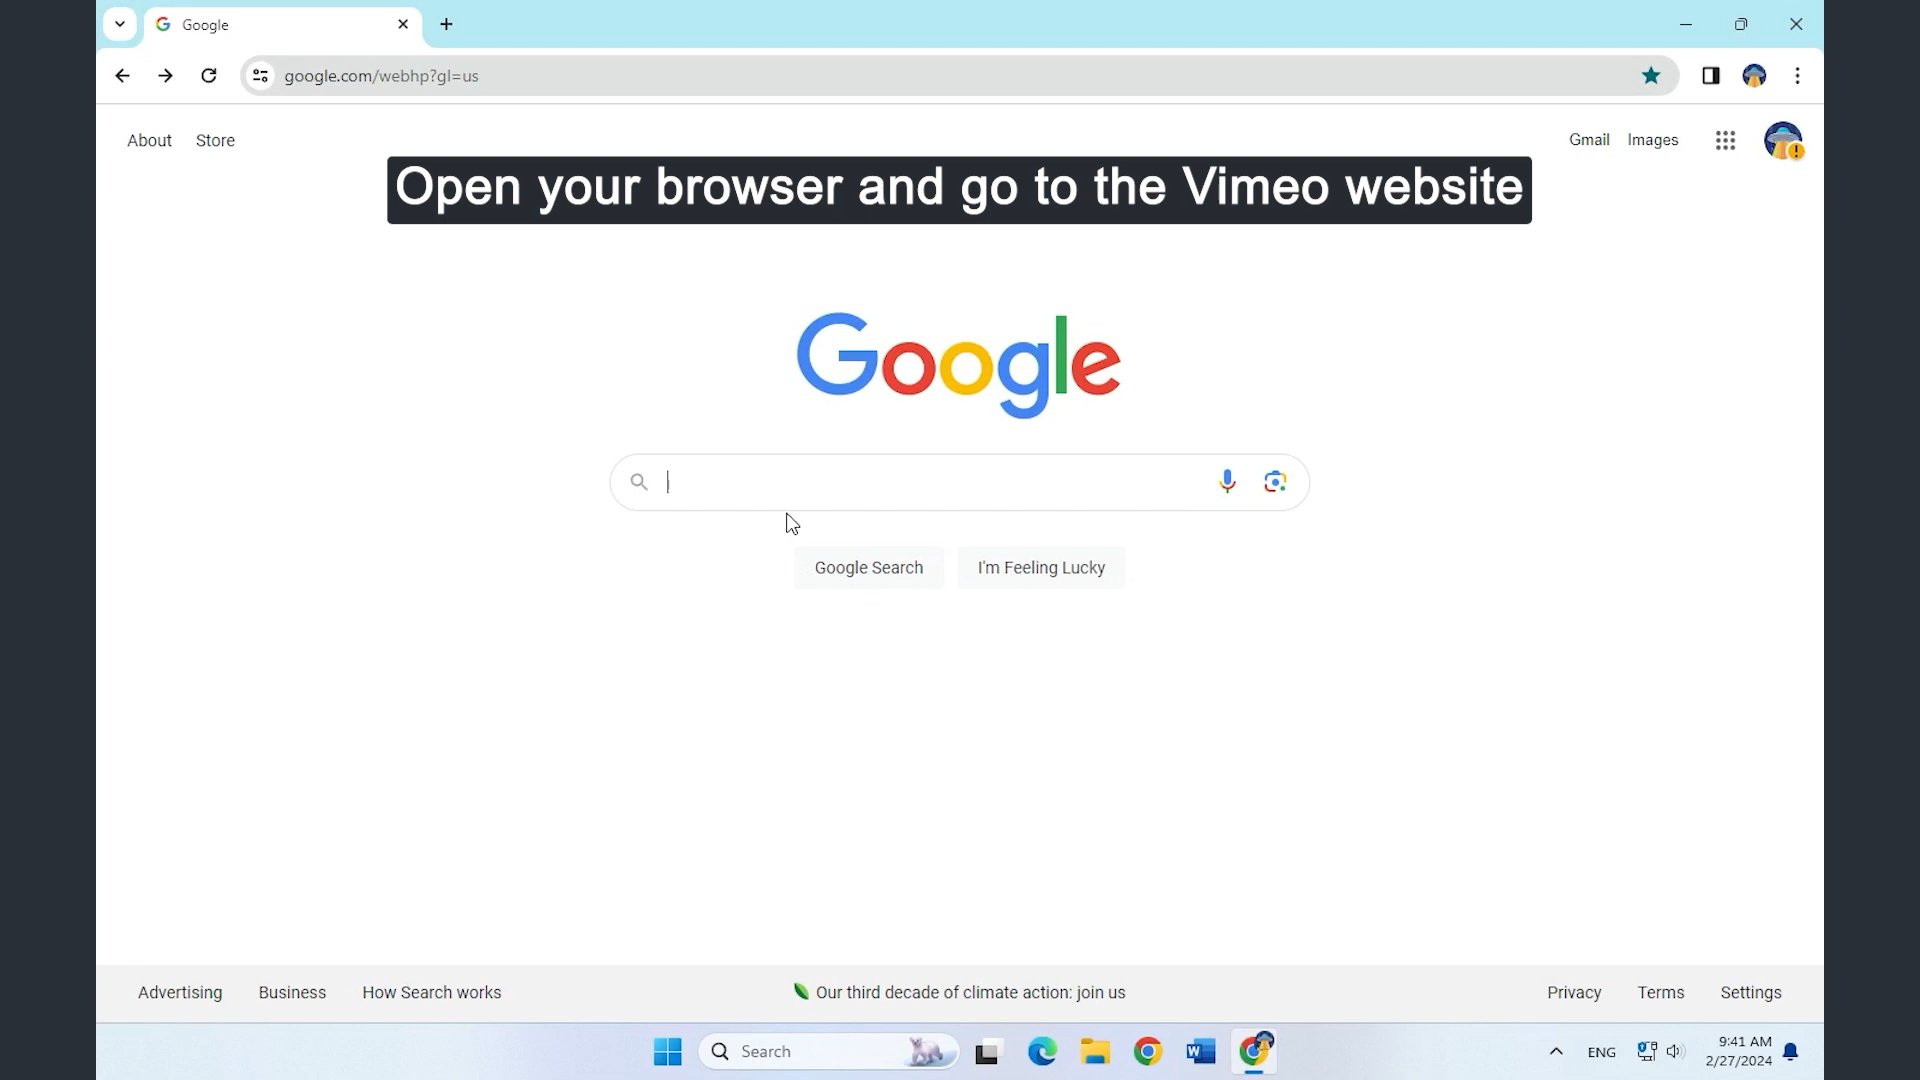 Google
google.com/webhp?gl=us
About Store
Gmail Images
Open your browser and go to the Vimeo website
Google
Google Search
I'm Feeling Lucky
Advertising Business How Search works
Our third decade of climate action: join us
Privacy Terms Settings
Search
ENG
9:41 AM
2/27/2024